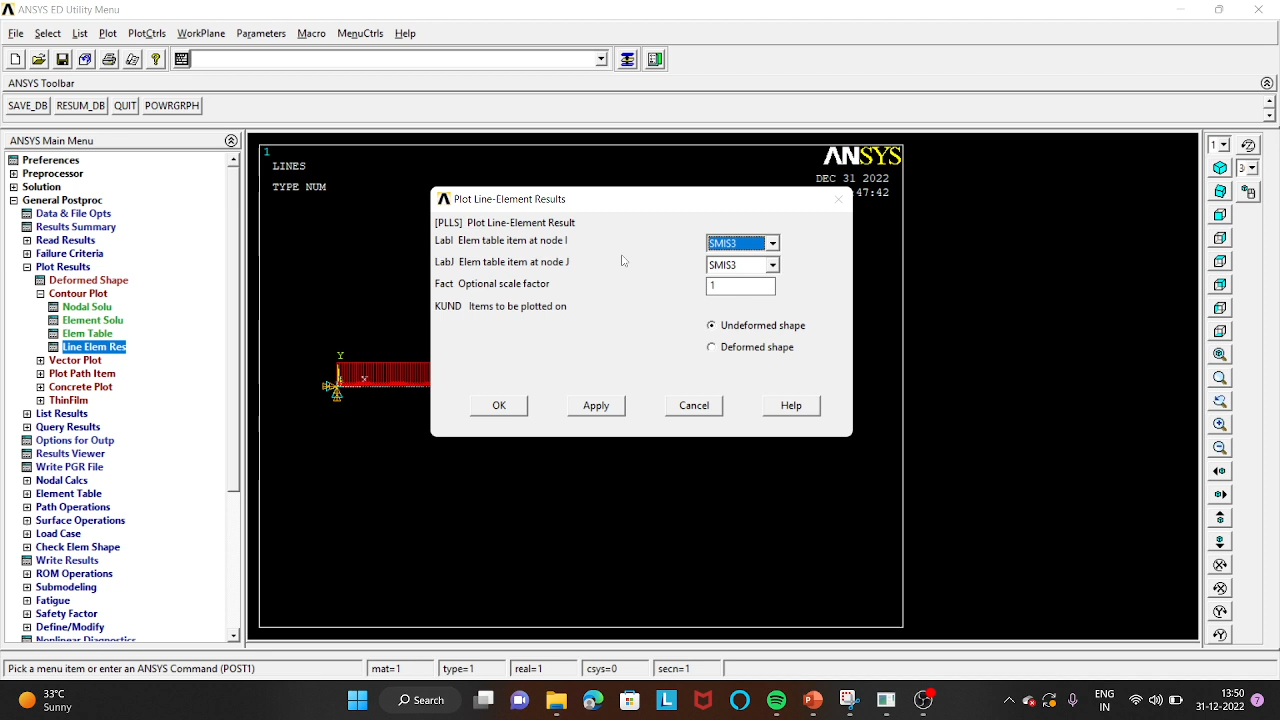 ANSYS ED Utility Menu
File Select List Plot PlotCtrls WorkPlane Parameters Macro MenuCtrls Help
ANSYS Toolbar
SAVE_DB RESUM_DB QUIT POWRGRPH
ANSYS Main Menu
Preferences
Preprocessor
Solution
General Postproc
Data & File Opts
Results Summary
Read Results
Failure Criteria
Plot Results
Deformed Shape
Contour Plot
Nodal Solu
Element Solu
Elem Table
Line Elem Res
Vector Plot
Plot Path Item
Concrete Plot
ThinFilm
List Results
Query Results
Options for Outp
Results Viewer
Write PGR File
Nodal Calcs
Element Table
Path Operations
Surface Operations
Load Case
Check Elem Shape
Write Results
ROM Operations
Submodeling
Fatigue
Safety Factor
Define/Modify
Nonlinear Diagnostics
1
LINES
TYPE NUM
ANSYS
DEC 31 2022
47:42
Y
X
Plot Line-Element Results
[PLLS] Plot Line-Element Result
LabI Elem table item at node I SMIS3
LabJ Elem table item at node J SMIS3
Fact Optional scale factor 1
KUND Items to be plotted on
Undeformed shape
Deformed shape
OK Apply Cancel Help
1
3
Pick a menu item or enter an ANSYS Command (POST1) mat=1 type=1 real=1 csys=0 secn=1
33°C
Sunny
Search
L
ENG
IN
13:50
31-12-2022
7